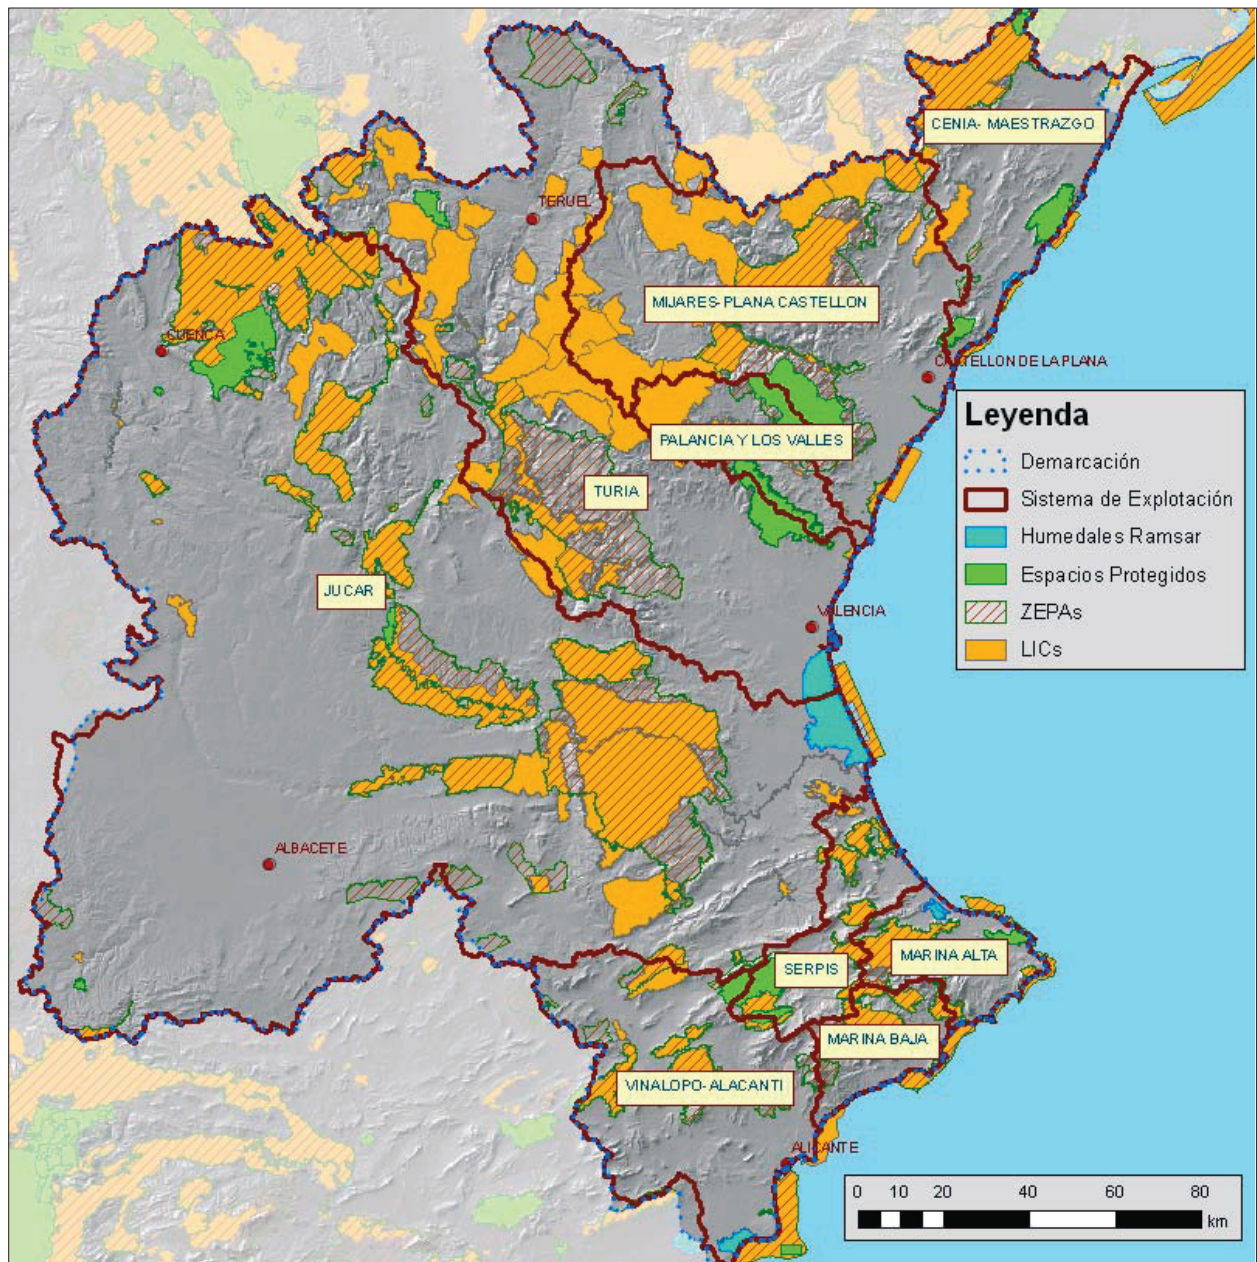 CENIA- MAESTRAZGO
TERUEL
MIJARES- PLANA CASTELLON
CUENCA
CASTELLON DE LA PLANA
Leyenda
Demarcación
Sistema de Explotación
Humedales Ramsar
Espacios Protegidos
ZEPAs
LICs
PALANCIA Y LOS VALLES
TURIA
JUCAR
VALENCIA
ALBACETE
SERPIS
MARINA ALTA
MARINA BAJA
VINALOPO- ALACANTI
ALICANTE
0 10 20 40 60 80
km